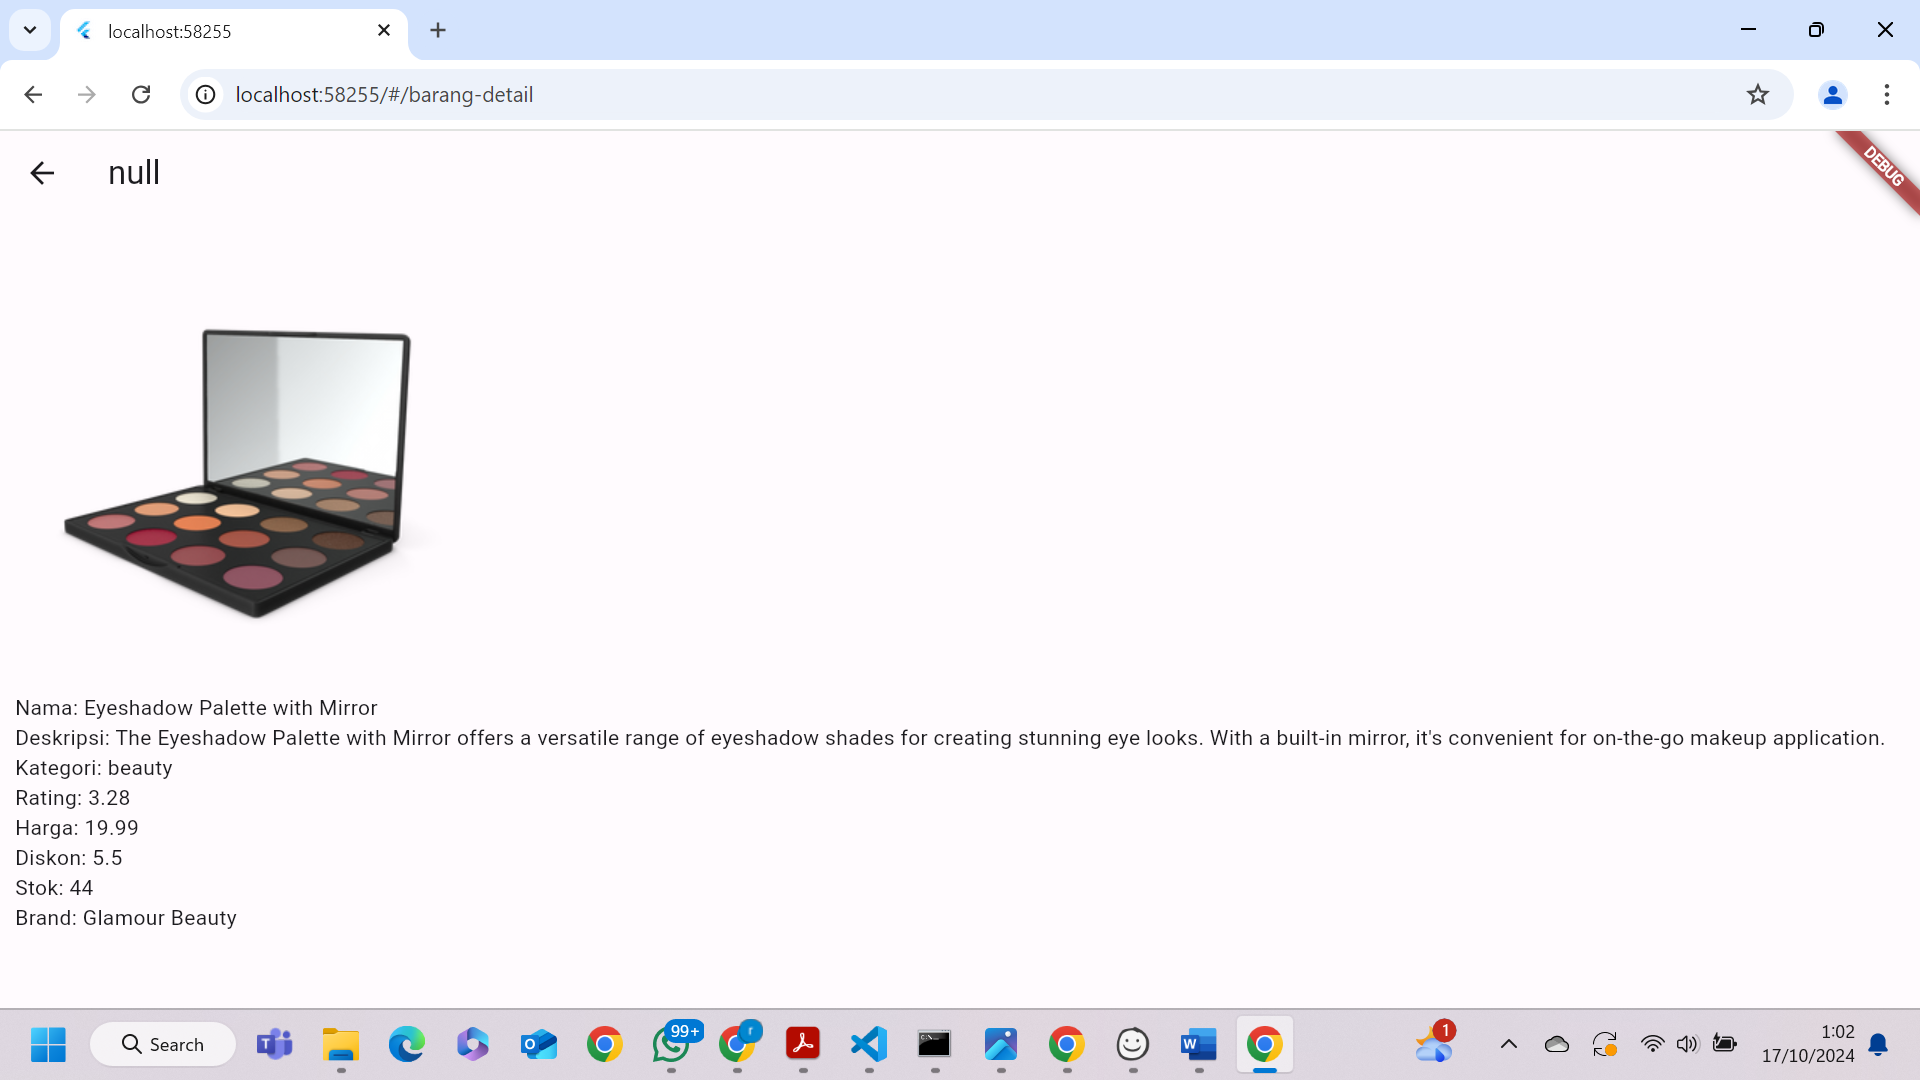 localhost:58255
localhost:58255/#/barang-detail
null
DEBUG
Nama: Eyeshadow Palette with Mirror
Deskripsi: The Eyeshadow Palette with Mirror offers a versatile range of eyeshadow shades for creating stunning eye looks. With a built-in mirror, it's convenient for on-the-go makeup application.
Kategori: beauty
Rating: 3.28
Harga: 19.99
Diskon: 5.5
Stok: 44
Brand: Glamour Beauty
Search
99+
r
1
1:02
17/10/2024